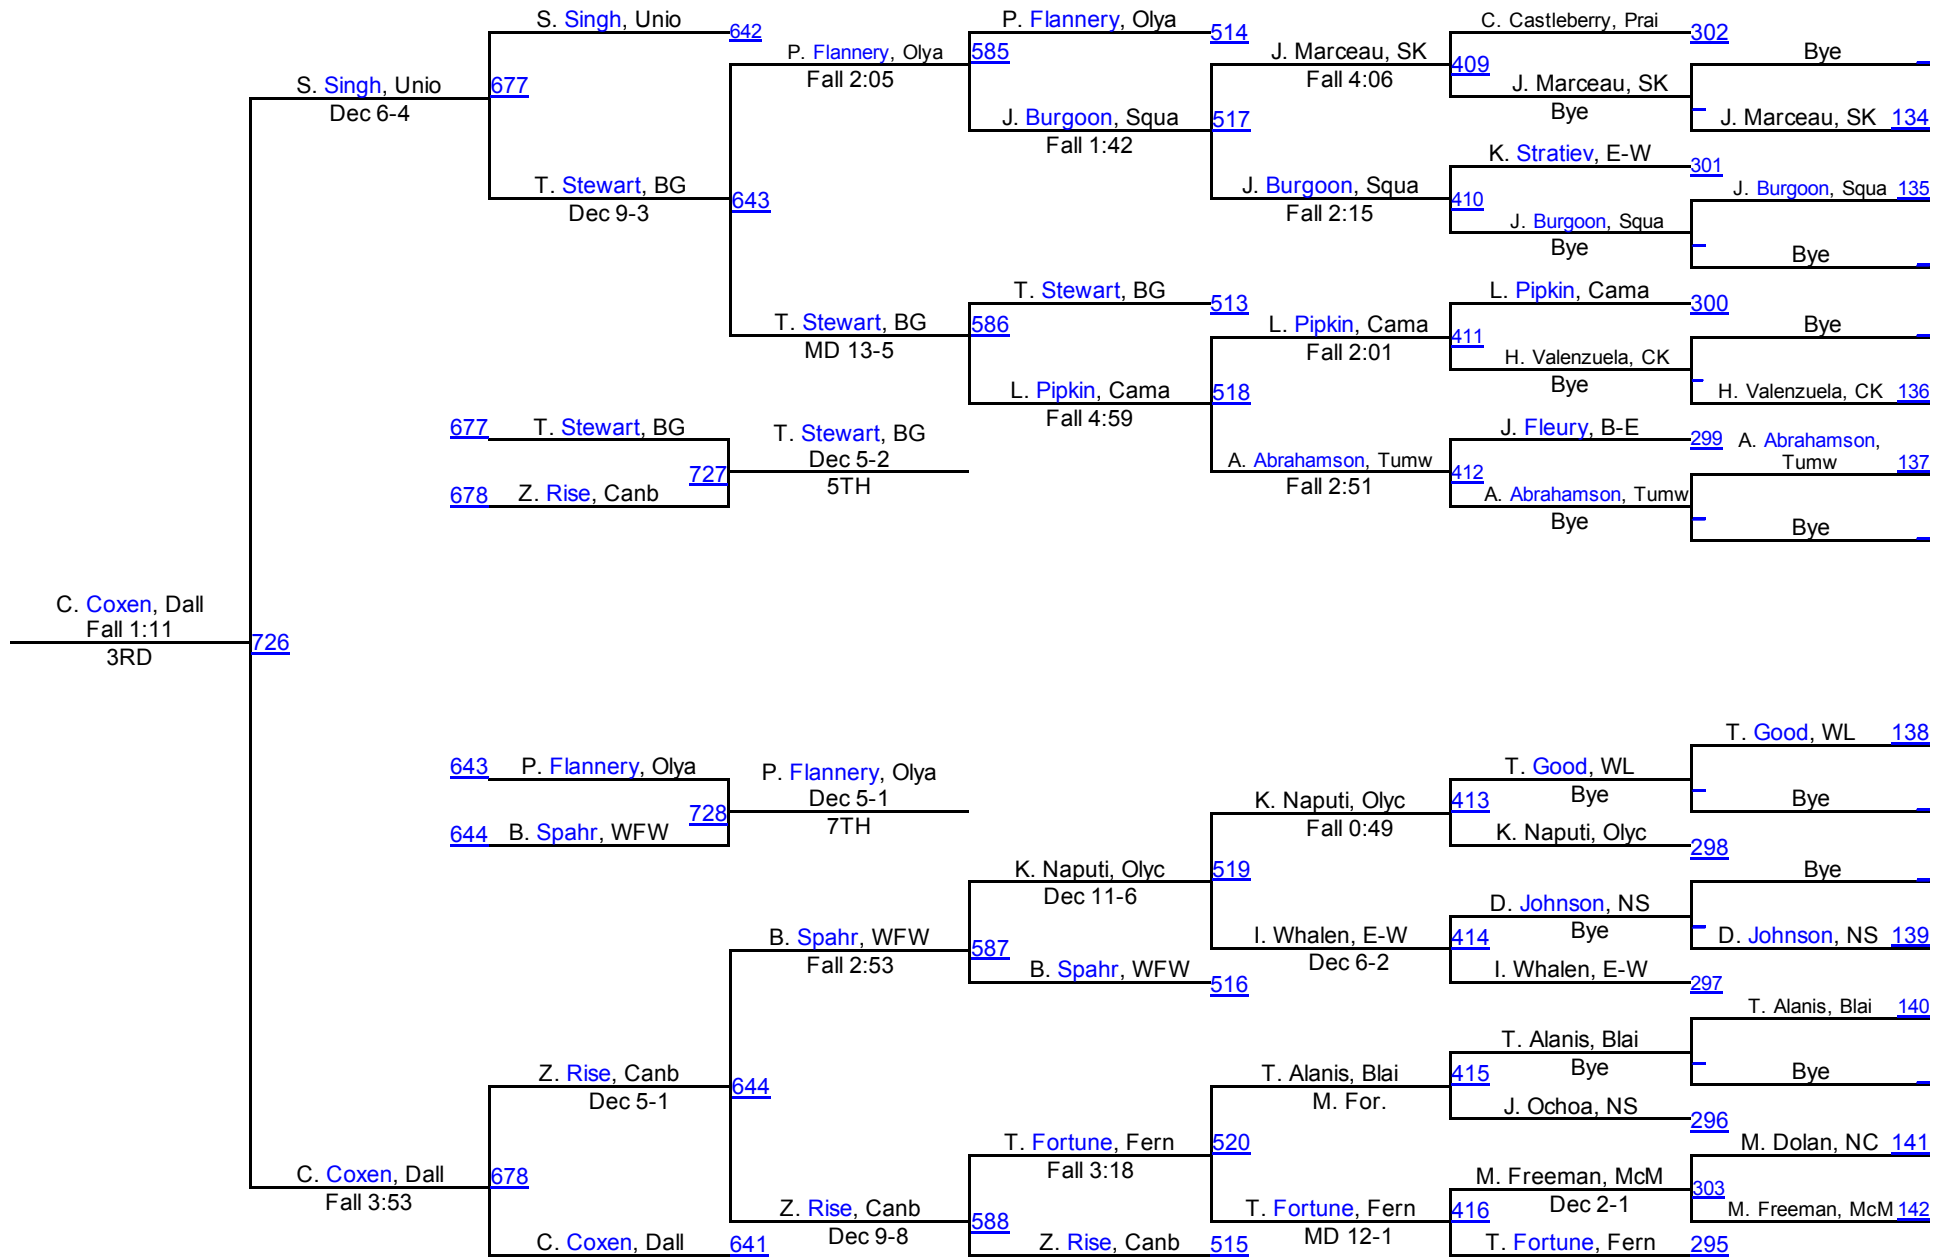 S. Singh, Unio
642
P. Flannery, Olya
514
C. Castleberry, Prai
302
Bye
P. Flannery, Olya
585
J. Marceau, SK
409
Fall 2:05
Fall 4:06
S. Singh, Unio
677
J. Marceau, SK
Dec 6-4
Bye
J. Burgoon, Squa
517
J. Marceau, SK 134
Fall 1:42
K. Stratiev, E-W
301
T. Stewart, BG
643
J. Burgoon, Squa
410
J. Burgoon, Squa 135
Dec 9-3
Fall 2:15
J. Burgoon, Squa
Bye
Bye
T. Stewart, BG
513
L. Pipkin, Cama
300
T. Stewart, BG
586
L. Pipkin, Cama
411
Bye
MD 13-5
Fall 2:01
H. Valenzuela, CK
Bye
L. Pipkin, Cama
518
H. Valenzuela, CK 136
Fall 4:59
677 T. Stewart, BG
T. Stewart, BG
J. Fleury, B-E
299
A. Abrahamson,
Tumw 137
Dec 5-2
727
5TH
A. Abrahamson, Tumw
412
Fall 2:51
678 Z. Rise, Canb
A. Abrahamson, Tumw
Bye
Bye
C. Coxen, Dall
Fall 1:11
726
3RD
T. Good, WL 138
643 P. Flannery, Olya
P. Flannery, Olya
T. Good, WL
Dec 5-1
Bye
Bye
728
7TH
K. Naputi, Olyc
413
Fall 0:49
644 B. Spahr, WFW
K. Naputi, Olyc
298
K. Naputi, Olyc
519
Bye
Dec 11-6
D. Johnson, NS
Bye
B. Spahr, WFW
587
I. Whalen, E-W
414
D. Johnson, NS 139
Fall 2:53
Dec 6-2
B. Spahr, WFW
516
I. Whalen, E-W
297
T. Alanis, Blai 140
T. Alanis, Blai
Bye
Z. Rise, Canb
644
T. Alanis, Blai
415
Bye
Dec 5-1
M. For.
J. Ochoa, NS
296
T. Fortune, Fern
520
M. Dolan, NC 141
Fall 3:18
C. Coxen, Dall
678
M. Freeman, McM
303
Fall 3:53
Dec 2-1
Z. Rise, Canb
588
T. Fortune, Fern
416
M. Freeman, McM 142
Dec 9-8
MD 12-1
C. Coxen, Dall
641
Z. Rise, Canb
515
T. Fortune, Fern
295